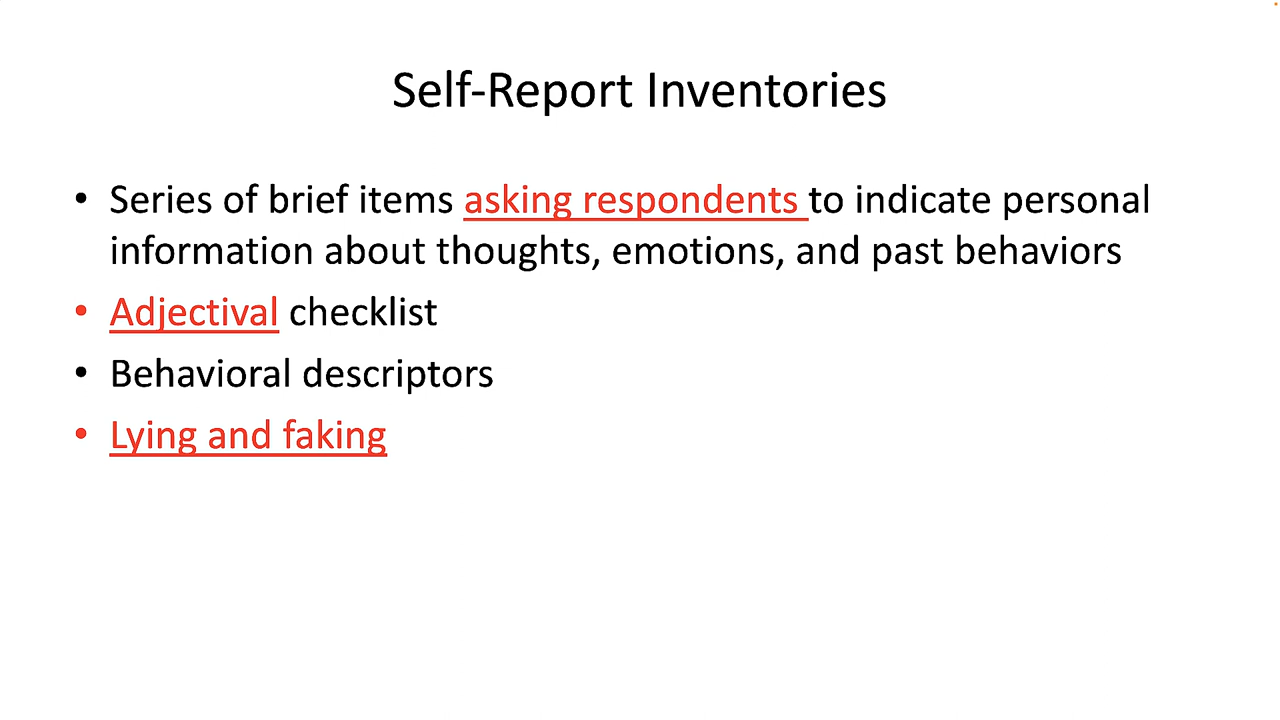 Self-Report Inventories
• Series of brief items asking respondents to indicate personal
information about thoughts, emotions, and past behaviors
• Adjectival checklist
• Behavioral descriptors
• Lying and faking